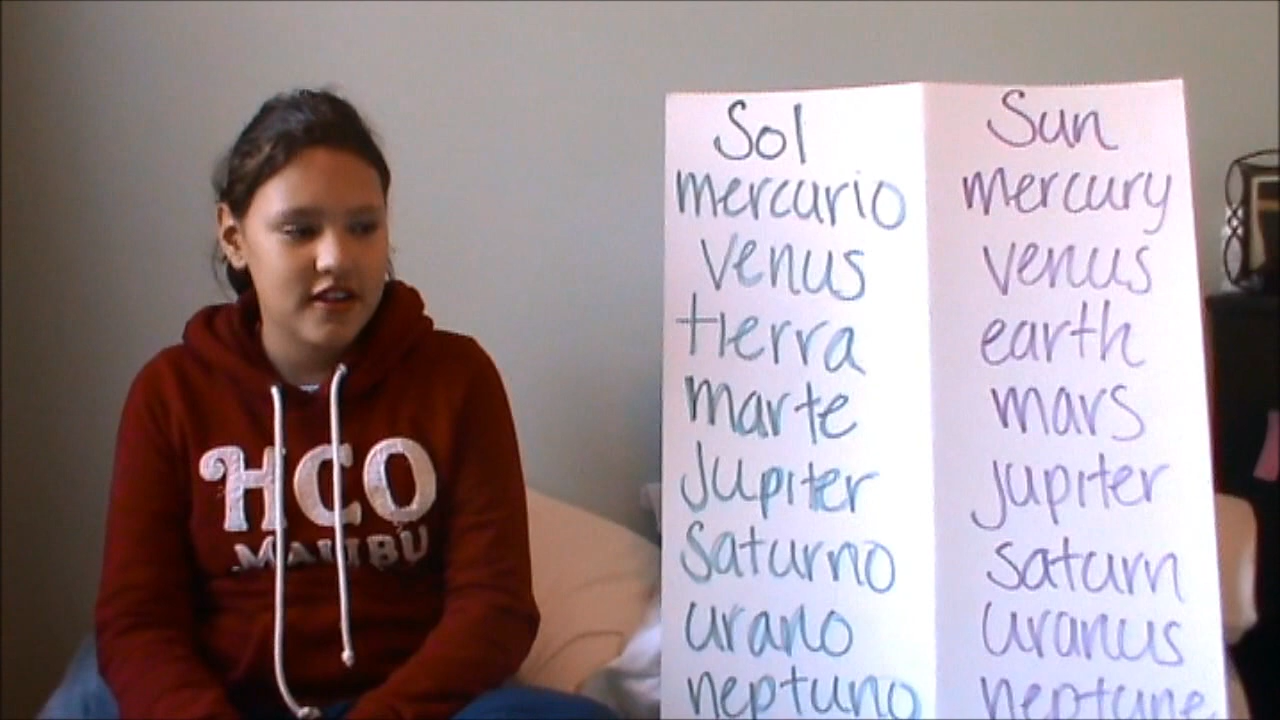 HCO
MALIBU
Sol Sun
mercurio mercury
venus venus
tierra earth
marte mars
Jupiter jupiter
Saturno saturn
urano uranus
neptuno neptune